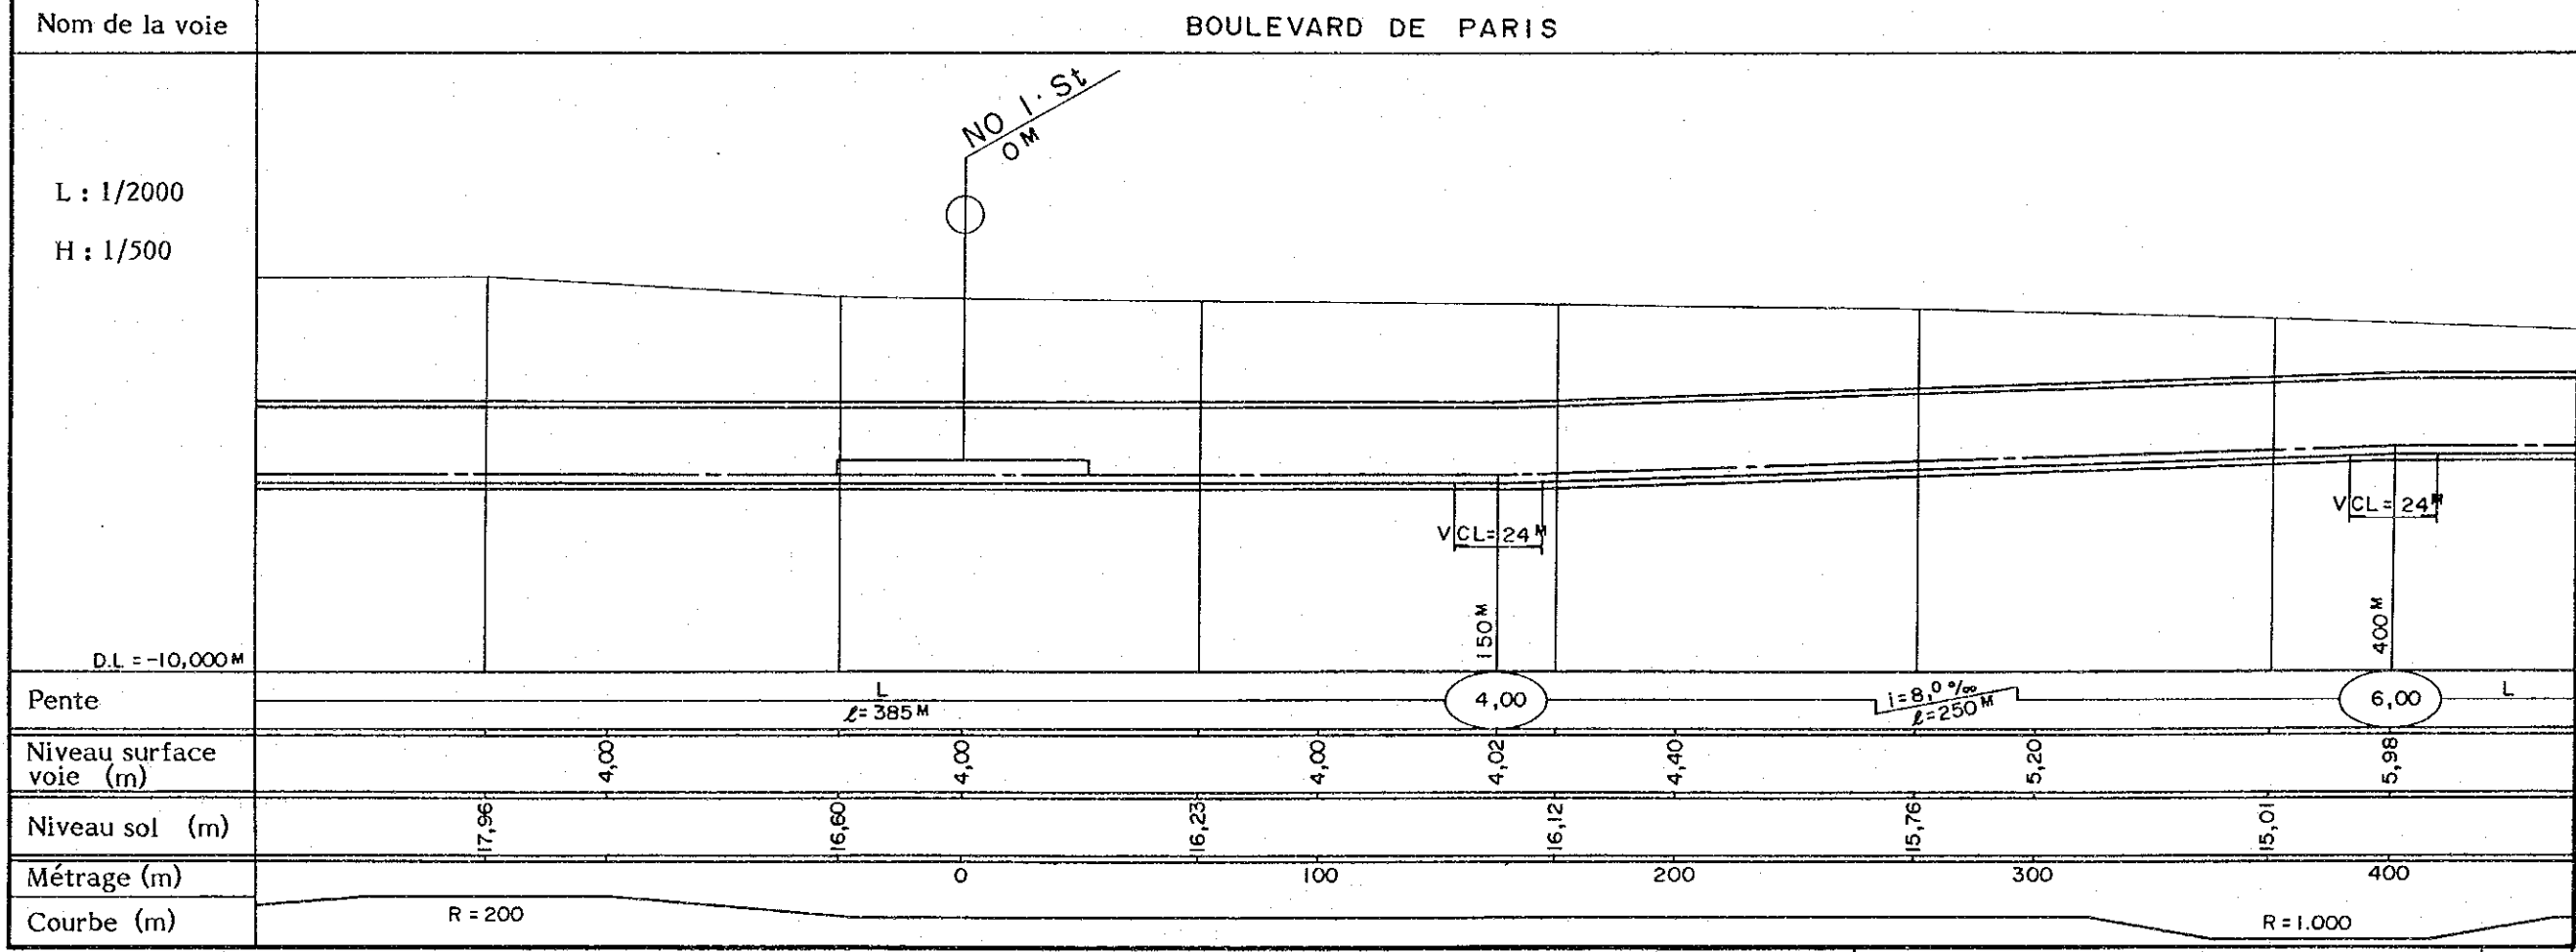 Nom de la voie
BOULEVARD DE PARIS
NO 1. St
0M
L : 1/2000
H : 1/500
VCL=24M
VCL=24M
150M
400M
D.L. = -10,000M
Pente
L
ℓ=385M
4,00
i=8,0‰
ℓ=250M
6,00
L
Niveau surface
voie (m)
4,00
4,00
4,00
4,02
4,40
5,20
5,98
Niveau sol (m)
17,96
16,60
16,23
16,12
15,76
15,01
Métrage (m)
0
100
200
300
400
Courbe (m)
R = 200
R = 1.000